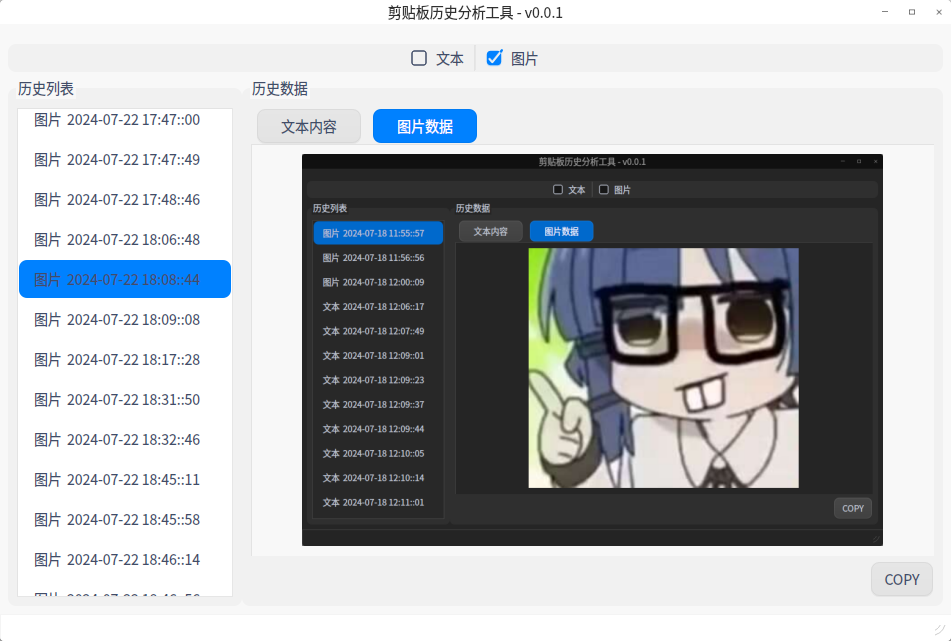 剪贴板历史分析工具 - v0.0.1
文本 图片
历史列表
图片 2024-07-22 17:47::00
图片 2024-07-22 17:47::49
图片 2024-07-22 17:48::46
图片 2024-07-22 18:06::48
图片 2024-07-22 18:08::44
图片 2024-07-22 18:09::08
图片 2024-07-22 18:17::28
图片 2024-07-22 18:31::50
图片 2024-07-22 18:32::46
图片 2024-07-22 18:45::11
图片 2024-07-22 18:45::58
图片 2024-07-22 18:46::14
历史数据
文本内容 图片数据
剪贴板历史分析工具 - v0.0.1
文本 图片
历史列表
图片 2024-07-18 11:55::57
图片 2024-07-18 11:56::56
图片 2024-07-18 12:00::09
文本 2024-07-18 12:06::17
文本 2024-07-18 12:07::49
文本 2024-07-18 12:09::01
文本 2024-07-18 12:09::23
文本 2024-07-18 12:09::37
文本 2024-07-18 12:09::44
文本 2024-07-18 12:10::05
文本 2024-07-18 12:10::14
文本 2024-07-18 12:11::01
历史数据
文本内容 图片数据
COPY
COPY